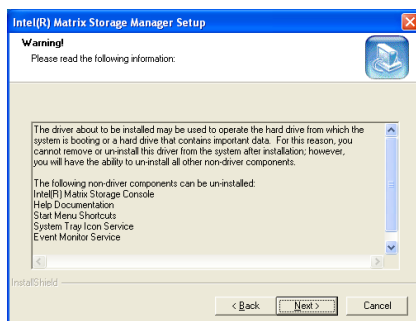 Intel(R) Matrix Storage Manager Setup
Warning!
Please read the following information:
The driver about to be installed may be used to operate the hard drive from which the
system is booting or a hard drive that contains important data. For this reason, you
cannot remove or un-install this driver from the system after installation; however,
you will have the ability to un-install all other non-driver components.
The following non-driver components can be un-installed:
Intel(R) Matrix Storage Console
Help Documentation
Start Menu Shortcuts
System Tray Icon Service
Event Monitor Service
InstallShield
< Back
Next >
Cancel